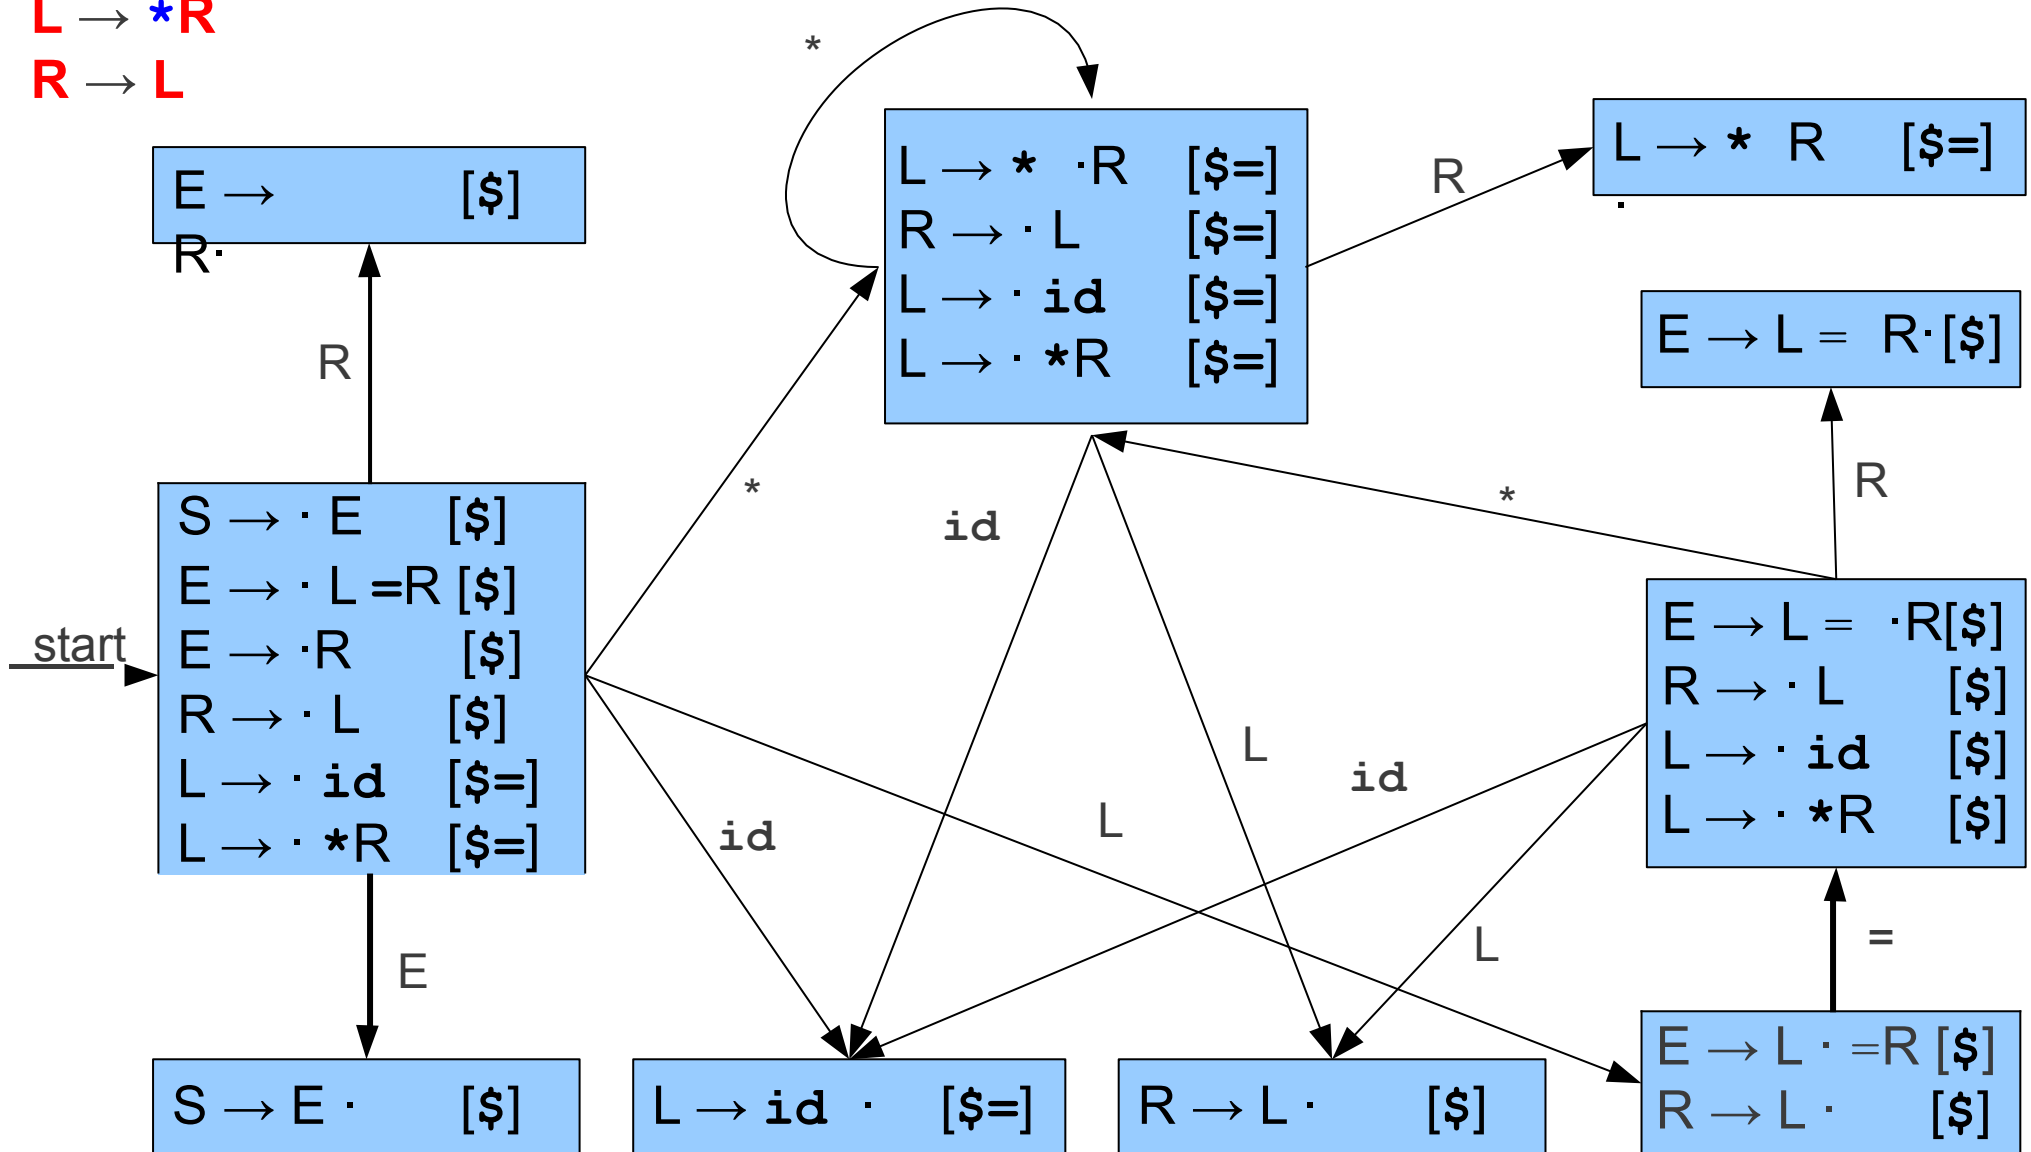 L → *R
R → L
*
L → * ·R [$=]
R → · L [$=]
L → · id [$=]
L → · *R [$=]
R
L → * R [$=]
·
E → [$]
R·
R
E → L = R· [$]
R
S → · E [$]
E → · L =R [$]
E → ·R [$]
R → · L [$]
L → · id [$=]
L → · *R [$=]
start
*
id
*
E → L = ·R[$]
R → · L [$]
L → · id [$]
L → · *R [$]
L
id
L
id
L
=
E
S → E · [$]
L → id · [$=]
R → L · [$]
E → L · =R [$]
R → L · [$]